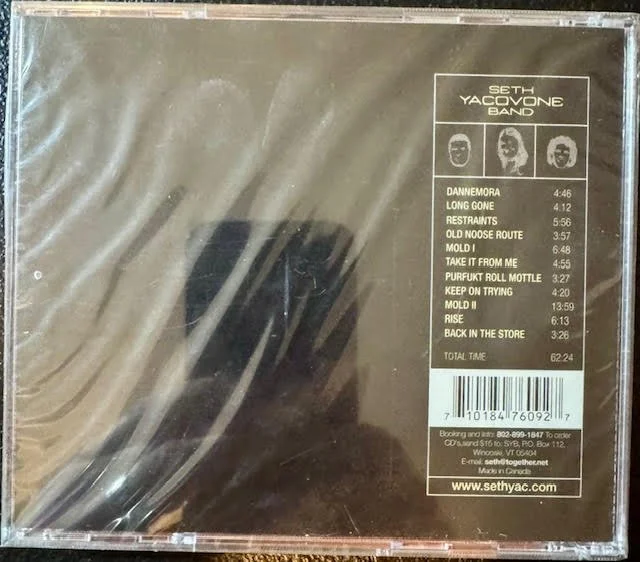 SETH
YACOVONE
BAND
DANNEMORA 4:46
LONG GONE 4:12
RESTRAINTS 5:56
OLD NOOSE ROUTE 3:57
MOLD I 6:48
TAKE IT FROM ME 4:55
PURFUKT ROLL MOTTLE 3:27
KEEP ON TRYING 4:20
MOLD II 13:59
RISE 6:13
BACK IN THE STORE 3:26
TOTAL TIME 62:24
7 10184 76092 7
Booking and info: 802-899-1847 To order
CD's, send $15 to: SYB, P.O. Box 112,
Winooski, VT 05404
E-mail: seth@together.net
Made in Canada
www.sethyac.com